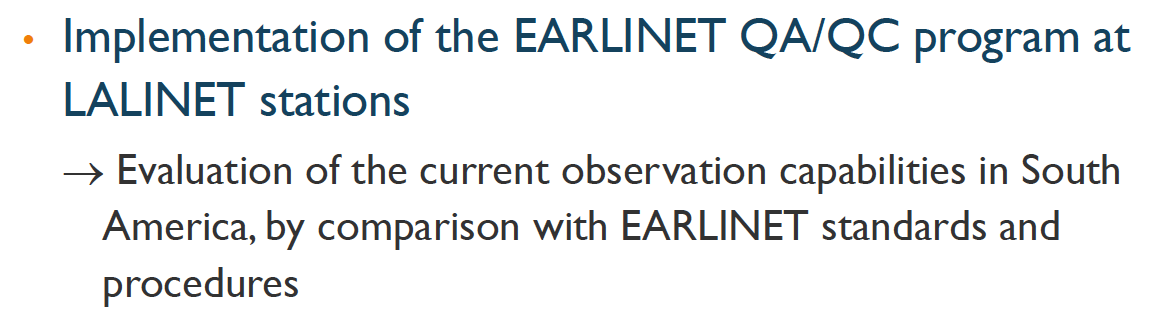 • Implementation of the EARLINET QA/QC program at
LALINET stations
→ Evaluation of the current observation capabilities in South
America, by comparison with EARLINET standards and
procedures